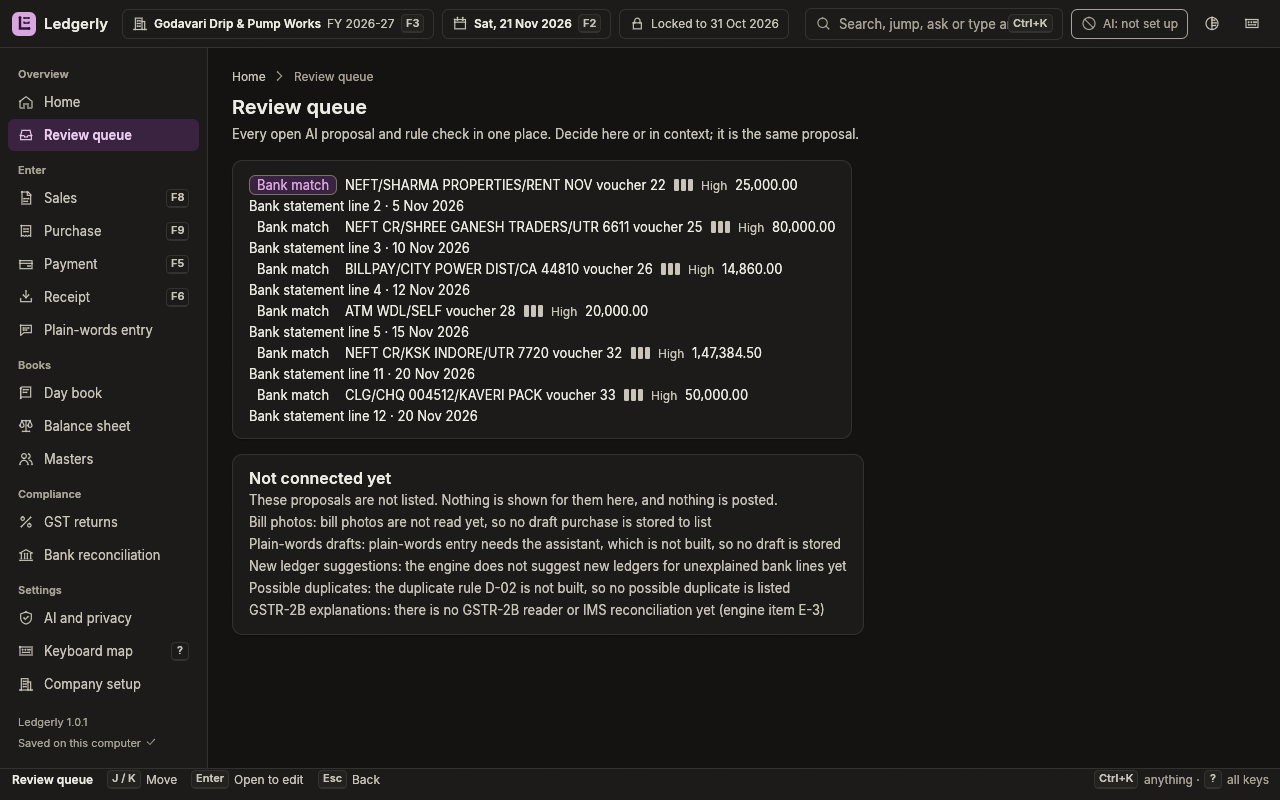 Ledgerly
Godavari Drip & Pump Works FY 2026-27 F3
Sat, 21 Nov 2026 F2
Locked to 31 Oct 2026
Search, jump, ask or type a Ctrl+K
AI: not set up
Overview
Home
Review queue
Enter
Sales F8
Purchase F9
Payment F5
Receipt F6
Plain-words entry
Books
Day book
Balance sheet
Masters
Compliance
GST returns
Bank reconciliation
Settings
AI and privacy
Keyboard map ?
Company setup
Ledgerly 1.0.1
Saved on this computer
Home > Review queue
Review queue
Every open AI proposal and rule check in one place. Decide here or in context; it is the same proposal.
Bank match NEFT/SHARMA PROPERTIES/RENT NOV voucher 22 High 25,000.00
Bank statement line 2 · 5 Nov 2026
Bank match NEFT CR/SHREE GANESH TRADERS/UTR 6611 voucher 25 High 80,000.00
Bank statement line 3 · 10 Nov 2026
Bank match BILLPAY/CITY POWER DIST/CA 44810 voucher 26 High 14,860.00
Bank statement line 4 · 12 Nov 2026
Bank match ATM WDL/SELF voucher 28 High 20,000.00
Bank statement line 5 · 15 Nov 2026
Bank match NEFT CR/KSK INDORE/UTR 7720 voucher 32 High 1,47,384.50
Bank statement line 11 · 20 Nov 2026
Bank match CLG/CHQ 004512/KAVERI PACK voucher 33 High 50,000.00
Bank statement line 12 · 20 Nov 2026
Not connected yet
These proposals are not listed. Nothing is shown for them here, and nothing is posted.
Bill photos: bill photos are not read yet, so no draft purchase is stored to list
Plain-words drafts: plain-words entry needs the assistant, which is not built, so no draft is stored
New ledger suggestions: the engine does not suggest new ledgers for unexplained bank lines yet
Possible duplicates: the duplicate rule D-02 is not built, so no possible duplicate is listed
GSTR-2B explanations: there is no GSTR-2B reader or IMS reconciliation yet (engine item E-3)
Review queue J / K Move Enter Open to edit Esc Back
Ctrl+K anything · ? all keys